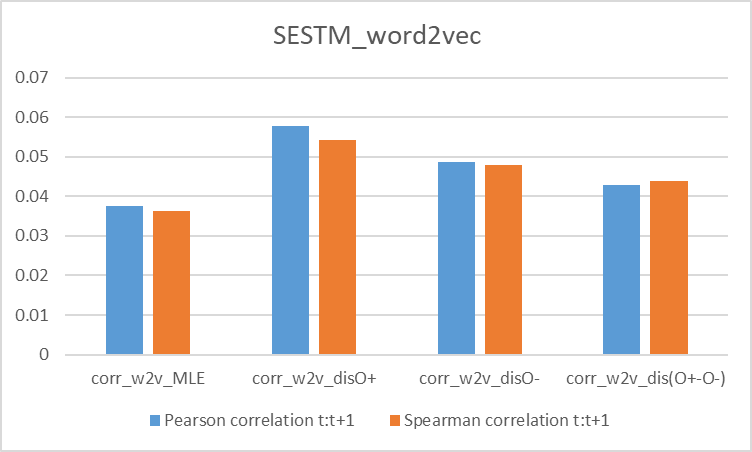 SESTM_word2vec
0.07
0.06
0.05
0.04
0.03
0.02
0.01
0
corr_w2v_MLE corr_w2v_disO+ corr_w2v_disO- corr_w2v_dis(O+-O-)
Pearson correlation t:t+1 Spearman correlation t:t+1